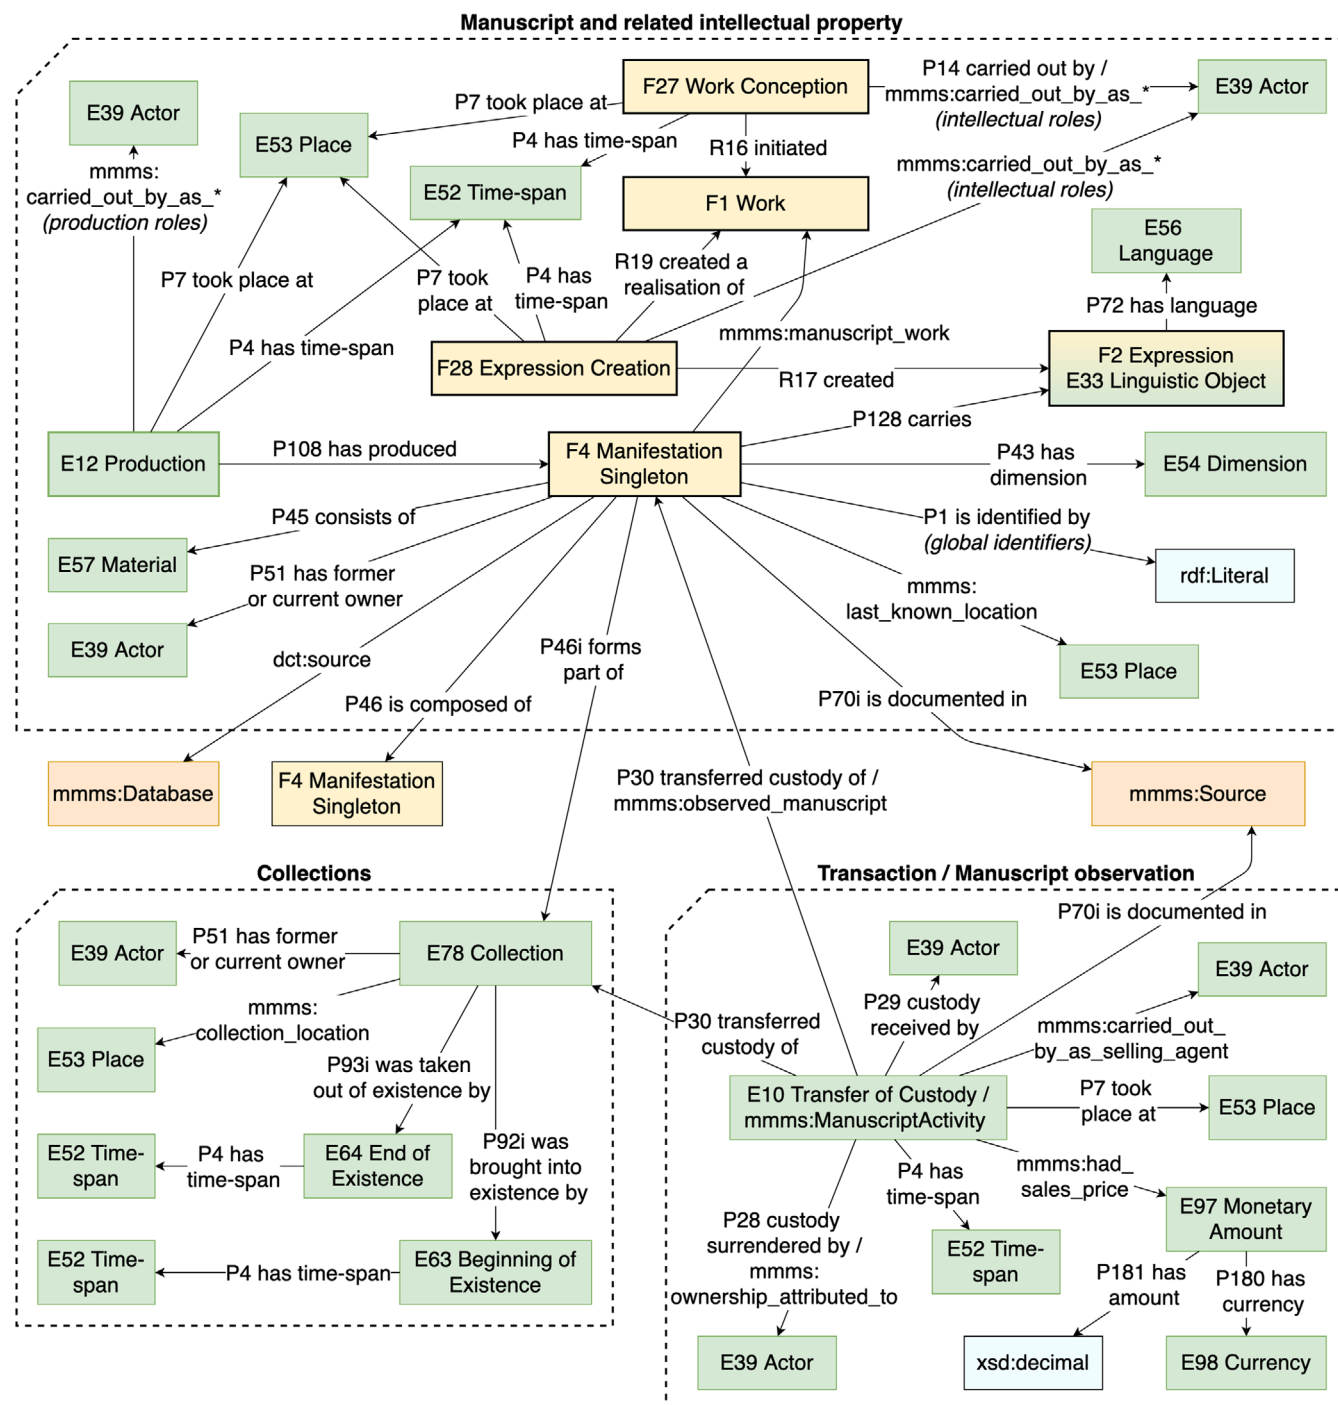 Manuscript and related intellectual property
E39 Actor
E53 Place
F27 Work Conception
P14 carried out by /
mmms:carried_out_by_as_*
(intellectual roles)
E39 Actor
P7 took place at
P4 has time-span
R16 initiated
mmms:
carried_out_by_as_*
(production roles)
E52 Time-span
F1 Work
mmms:carried_out_by_as_*
(intellectual roles)
E56
Language
P7 took place at
P7 took
place at
P4 has
time-span
R19 created a
realisation of
P72 has language
P4 has time-span
mmms:manuscript_work
F28 Expression Creation
R17 created
F2 Expression
E33 Linguistic Object
P128 carries
E12 Production
P108 has produced
F4 Manifestation
Singleton
P43 has
dimension
E54 Dimension
P45 consists of
P1 is identified by
(global identifiers)
E57 Material
P51 has former
or current owner
mmms:
last_known_location
rdf:Literal
E39 Actor
dct:source
P46i forms
part of
E53 Place
P46 is composed of
P70i is documented in
mmms:Database
F4 Manifestation
Singleton
P30 transferred custody of /
mmms:observed_manuscript
mmms:Source
Collections
Transaction / Manuscript observation
E39 Actor
P51 has former
or current owner
E78 Collection
E39 Actor
P70i is documented in
E39 Actor
mmms:
collection_location
E53 Place
P30 transferred
custody of
P29 custody
received by
mmms:carried_out_
by_as_selling_agent
P93i was taken
out of existence by
E10 Transfer of Custody /
mmms:ManuscriptActivity
P7 took
place at
E53 Place
E52 Time-
span
P4 has
time-span
E64 End of
Existence
P92i was
brought into
existence by
P4 has
time-span
mmms:had_
sales_price
E97 Monetary
Amount
P28 custody
surrendered by /
mmms:
ownership_attributed_to
E52 Time-
span
E52 Time-
span
P4 has time-span
E63 Beginning of
Existence
P181 has
amount
P180 has
currency
E39 Actor
xsd:decimal
E98 Currency